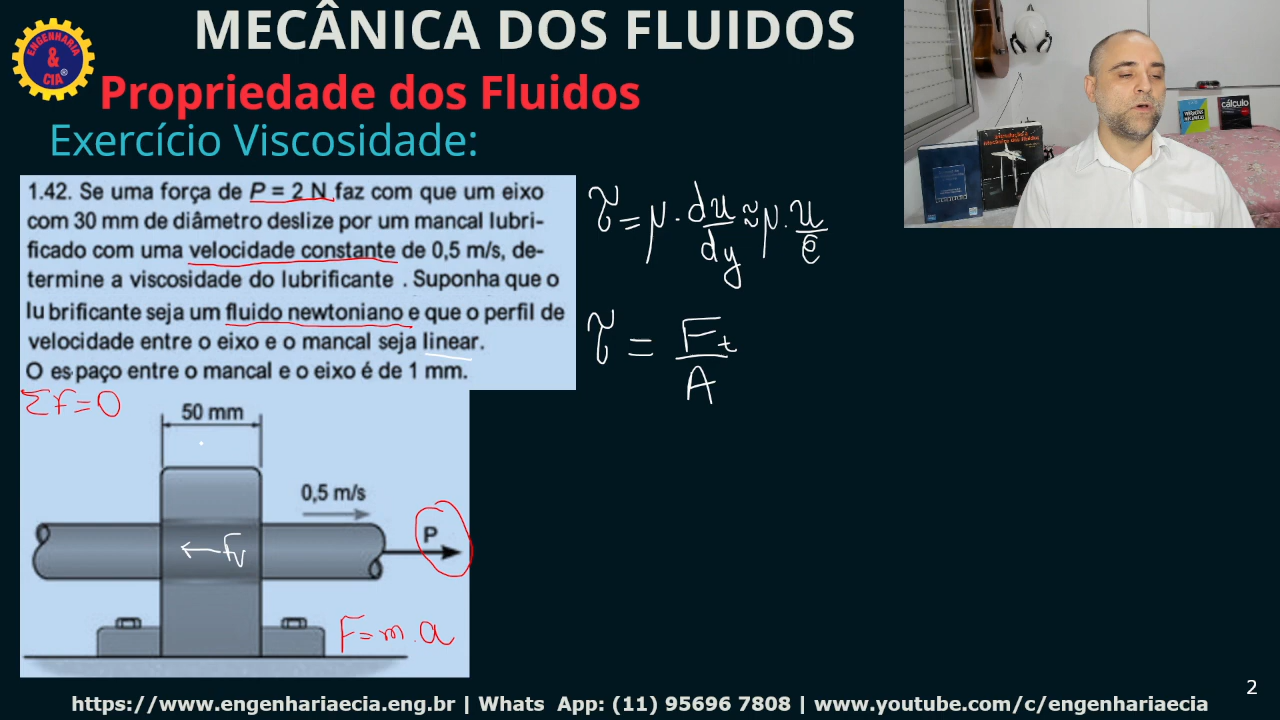 MECÂNICA DOS FLUIDOS
ENGENHARIA
&
CIA®
Propriedade dos Fluidos
Exercício Viscosidade:
1.42. Se uma força de P = 2 N faz com que um eixo
com 30 mm de diâmetro deslize por um mancal lubri-
ficado com uma velocidade constante de 0,5 m/s, de-
termine a viscosidade do lubrificante . Suponha que o
lu brificante seja um fluido newtoniano e que o perfil de
velocidade entre o eixo e o mancal seja linear.
O es paço entre o mancal e o eixo é de 1 mm.
τ = μ . du/dy ≈ μ . u/e
τ = Ft/A
ΣF=0
50 mm
0,5 m/s
P
← Fv
F=m.a
cálculo
2
https://www.engenhariaecia.eng.br | Whats App: (11) 95696 7808 | www.youtube.com/c/engenhariaecia